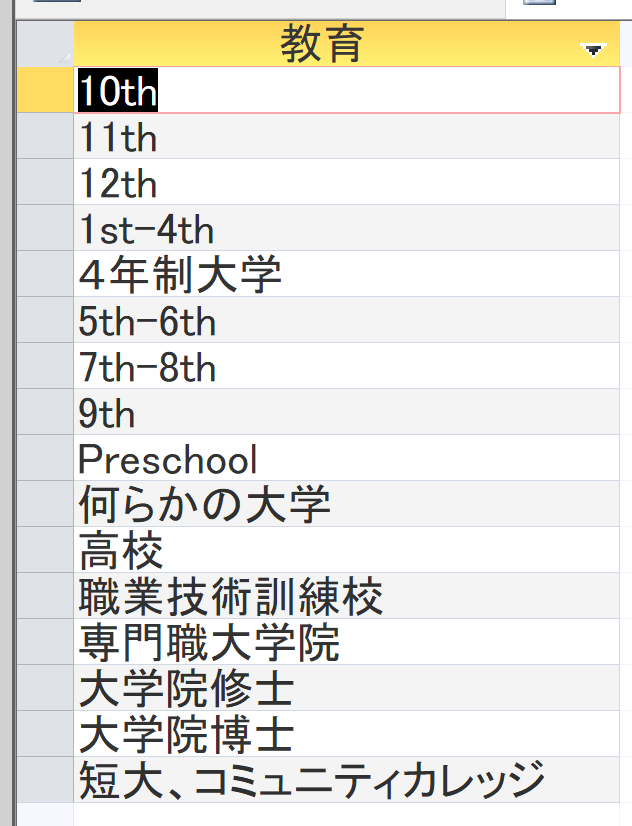 教育
10th
11th
12th
1st-4th
４年制大学
5th-6th
7th-8th
9th
Preschool
何らかの大学
高校
職業技術訓練校
専門職大学院
大学院修士
大学院博士
短大、コミュニティカレッジ